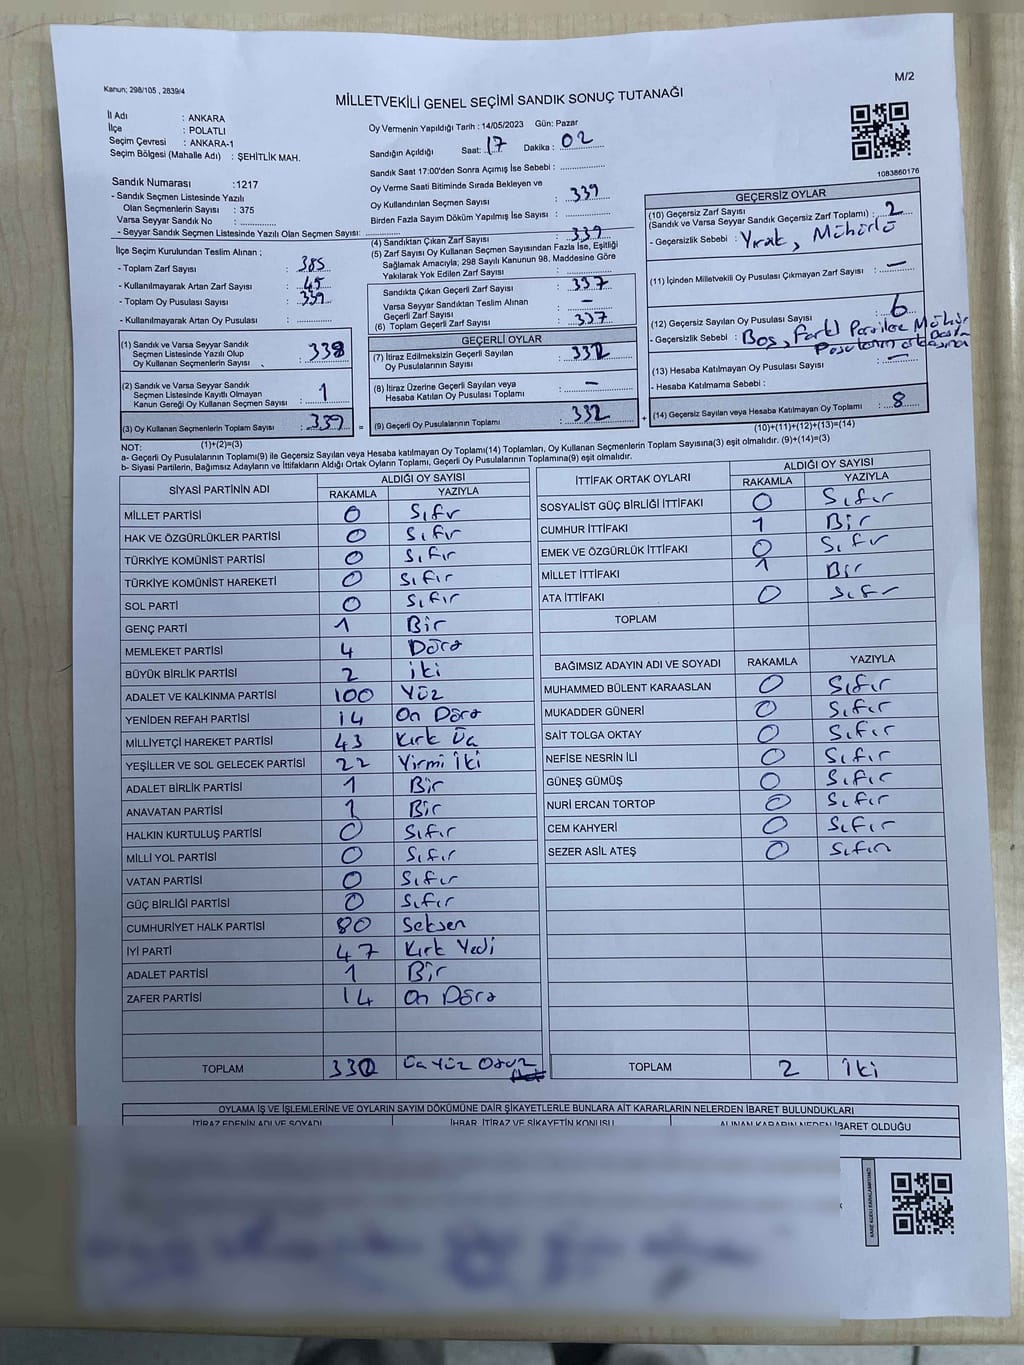 Kanun; 298/105 , 2839/4
M/2
MİLLETVEKİLİ GENEL SEÇİMİ SANDIK SONUÇ TUTANAĞI
İl Adı : ANKARA
İlçe : POLATLI
Seçim Çevresi : ANKARA-1
Seçim Bölgesi (Mahalle Adı) : ŞEHİTLİK MAH.
Sandık Numarası :1217
- Sandık Seçmen Listesinde Yazılı
Olan Seçmenlerin Sayısı : 375
Varsa Seyyar Sandık No :
- Seyyar Sandık Seçmen Listesinde Yazılı Olan Seçmen Sayısı:
İlçe Seçim Kurulundan Teslim Alınan ;
- Toplam Zarf Sayısı : 385
- Kullanılmayarak Artan Zarf Sayısı : 45
- Toplam Oy Pusulası Sayısı : 339
- Kullanılmayarak Artan Oy Pusulası :
(1) Sandık ve Varsa Seyyar Sandık
Seçmen Listesinde Yazılı Olup
Oy Kullanan Seçmenlerin Sayısı : 338
(2) Sandık ve Varsa Seyyar Sandık
Seçmen Listesinde Kayıtlı Olmayan
Kanun Gereği Oy Kullanan Seçmen Sayısı : 1
(3) Oy Kullanan Seçmenlerin Toplam Sayısı : 339
(1)+(2)=(3)
Oy Vermenin Yapıldığı Tarih : 14/05/2023 Gün: Pazar
Sandığın Açıldığı Saat: 17 Dakika : 02
Sandık Saat 17:00'den Sonra Açımış İse Sebebi :
Oy Verme Saati Bitiminde Sırada Bekleyen ve
Oy Kullandırılan Seçmen Sayısı : 339
Birden Fazla Sayım Döküm Yapılmış İse Sayısı :
(4) Sandıktan Çıkan Zarf Sayısı : 339
(5) Zarf Sayısı Oy Kullanan Seçmen Sayısından Fazla İse, Eşitliği
Sağlamak Amacıyla; 298 Sayılı Kanunun 98. Maddesine Göre
Yakılarak Yok Edilen Zarf Sayısı :
Sandıkta Çıkan Geçerli Zarf Sayısı : 337
Varsa Seyyar Sandıktan Teslim Alınan
Geçerli Zarf Sayısı : -
(6) Toplam Geçerli Zarf Sayısı : 337
GEÇERLİ OYLAR
(7) İtiraz Edilmeksizin Geçerli Sayılan
Oy Pusulalarının Sayısı : 332
(8) İtiraz Üzerine Geçerli Sayılan veya
Hesaba Katılan Oy Pusulası Toplamı : -
(9) Geçerli Oy Pusulalarının Toplamı : 332
1083860176
GEÇERSİZ OYLAR
(10) Geçersiz Zarf Sayısı
(Sandık ve Varsa Seyyar Sandık Geçersiz Zarf Toplamı) : 2
- Geçersizlik Sebebi : Yırtık, Mühürlü
(11) İçinden Milletvekili Oy Pusulası Çıkmayan Zarf Sayısı : -
(12) Geçersiz Sayılan Oy Pusulası Sayısı : 6
- Geçersizlik Sebebi : Boş, Farklı Partilere Mühür
(13) Hesaba Katılmayan Oy Pusulası Sayısı : -
- Hesaba Katılmama Sebebi :
(14) Geçersiz Sayılan veya Hesaba Katılmayan Oy Toplamı : 8
(10)+(11)+(12)+(13)=(14)
NOT:
a- Geçerli Oy Pusulalarının Toplamı(9) ile Geçersiz Sayılan veya Hesaba katılmayan Oy Toplamı(14) Toplamları, Oy Kullanan Seçmenlerin Toplam Sayısına(3) eşit olmalıdır. (9)+(14)=(3)
b- Siyasi Partilerin, Bağımsız Adayların ve İttifakların Aldığı Ortak Oyların Toplamı, Geçerli Oy Pusulalarının Toplamına(9) eşit olmalıdır.
SİYASİ PARTİNİN ADI ALDIĞI OY SAYISI
RAKAMLA YAZIYLA
MİLLET PARTİSİ 0 Sıfır
HAK VE ÖZGÜRLÜKLER PARTİSİ 0 Sıfır
TÜRKİYE KOMÜNİST PARTİSİ 0 Sıfır
TÜRKİYE KOMÜNİST HAREKETİ 0 Sıfır
SOL PARTİ 0 Sıfır
GENÇ PARTİ 1 Bir
MEMLEKET PARTİSİ 4 Dört
BÜYÜK BİRLİK PARTİSİ 2 iki
ADALET VE KALKINMA PARTİSİ 100 Yüz
YENİDEN REFAH PARTİSİ 14 On Dört
MİLLİYETÇİ HAREKET PARTİSİ 43 Kırk Üç
YEŞİLLER VE SOL GELECEK PARTİSİ 22 Yirmi İki
ADALET BİRLİK PARTİSİ 1 Bir
ANAVATAN PARTİSİ 1 Bir
HALKIN KURTULUŞ PARTİSİ 0 Sıfır
MİLLİ YOL PARTİSİ 0 Sıfır
VATAN PARTİSİ 0 Sıfır
GÜÇ BİRLİĞİ PARTİSİ 0 Sıfır
CUMHURİYET HALK PARTİSİ 80 Seksen
İYİ PARTİ 47 Kırk Yedi
ADALET PARTİSİ 1 Bir
ZAFER PARTİSİ 14 On Dört
TOPLAM 330 Üç Yüz Otuz
İTTİFAK ORTAK OYLARI ALDIĞI OY SAYISI
RAKAMLA YAZIYLA
SOSYALİST GÜÇ BİRLİĞİ İTTİFAKI 0 Sıfır
CUMHUR İTTİFAKI 1 Bir
EMEK VE ÖZGÜRLÜK İTTİFAKI 0 Sıfır
MİLLET İTTİFAKI 1 Bir
ATA İTTİFAKI 0 Sıfır
TOPLAM
BAĞIMSIZ ADAYIN ADI VE SOYADI RAKAMLA YAZIYLA
MUHAMMED BÜLENT KARAASLAN 0 Sıfır
MUKADDER GÜNERİ 0 Sıfır
SAİT TOLGA OKTAY 0 Sıfır
NEFİSE NESRİN İLİ 0 Sıfır
GÜNEŞ GÜMÜŞ 0 Sıfır
NURİ ERCAN TORTOP 0 Sıfır
CEM KAHYERİ 0 Sıfır
SEZER ASİL ATEŞ 0 Sıfır
TOPLAM 2 İki
OYLAMA İŞ VE İŞLEMLERİNE VE OYLARIN SAYIM DÖKÜMÜNE DAİR ŞİKAYETLERLE BUNLARA AİT KARARLARIN NELERDEN İBARET BULUNDUKLARI
İTİRAZ EDENİN ADI VE SOYADI İHBAR, İTİRAZ VE ŞİKAYETİN KONUSU ALINAN KARARIN NEDEN İBARET OLDUĞU